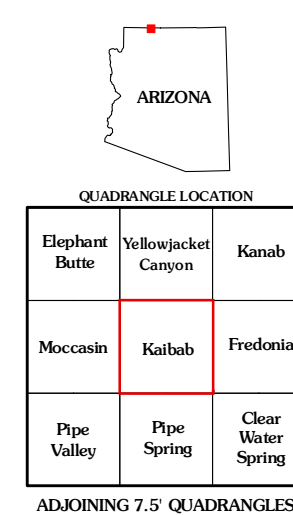 ARIZONA
QUADRANGLE LOCATION
Elephant
Butte
Yellowjacket
Canyon
Kanab
Moccasin
Kaibab
Fredonia
Pipe
Valley
Pipe
Spring
Clear
Water
Spring
ADJOINING 7.5' QUADRANGLES